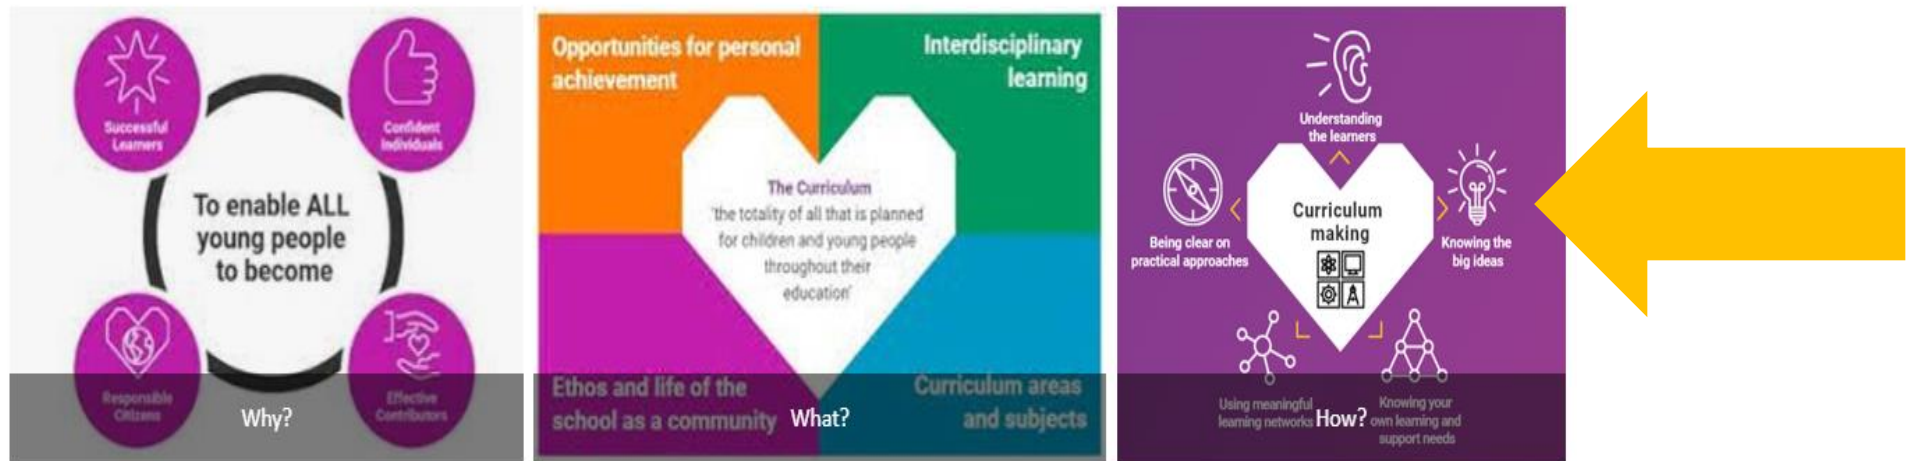 Successful
Learners
Confident
Individuals
To enable ALL
young people
to become
Responsible
Citizens
Effective
Contributors
Why?
Opportunities for personal
achievement
Interdisciplinary
learning
The Curriculum
'the totality of all that is planned
for children and young people
throughout their
education'
Ethos and life of the
school as a community
Curriculum areas
and subjects
What?
Understanding
the learners
Being clear on
practical approaches
Curriculum
making
Knowing the
big ideas
Using meaningful
learning networks
Knowing your
own learning and
support needs
How?